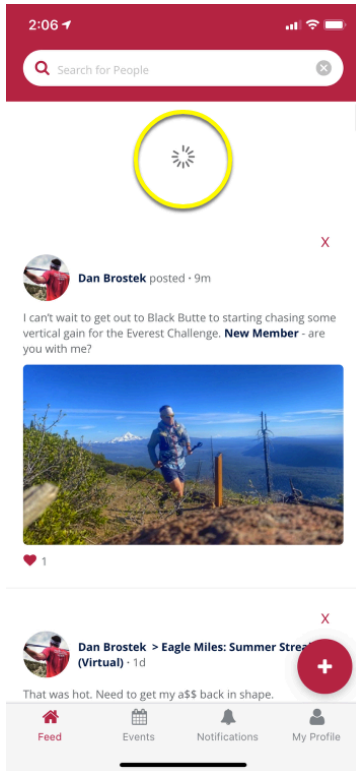 2:06
Search for People
X
Dan Brostek posted · 9m
I can't wait to get out to Black Butte to starting chasing some
vertical gain for the Everest Challenge. New Member - are
you with me?
1
X
Dan Brostek > Eagle Miles: Summer
(Virtual) · 1d
That was hot. Need to get my a$$ back in shape.
Feed
Events
Notifications
My Profile